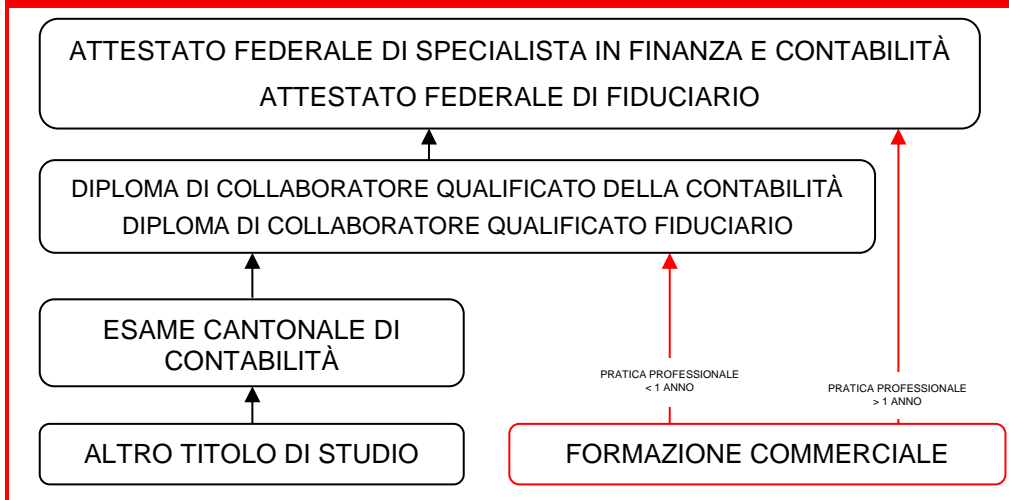 ATTESTATO FEDERALE DI SPECIALISTA IN FINANZA E CONTABILITÀ
ATTESTATO FEDERALE DI FIDUCIARIO
DIPLOMA DI COLLABORATORE QUALIFICATO DELLA CONTABILITÀ
DIPLOMA DI COLLABORATORE QUALIFICATO FIDUCIARIO
ESAME CANTONALE DI
CONTABILITÀ
PRATICA PROFESSIONALE
< 1 ANNO
PRATICA PROFESSIONALE
> 1 ANNO
ALTRO TITOLO DI STUDIO
FORMAZIONE COMMERCIALE